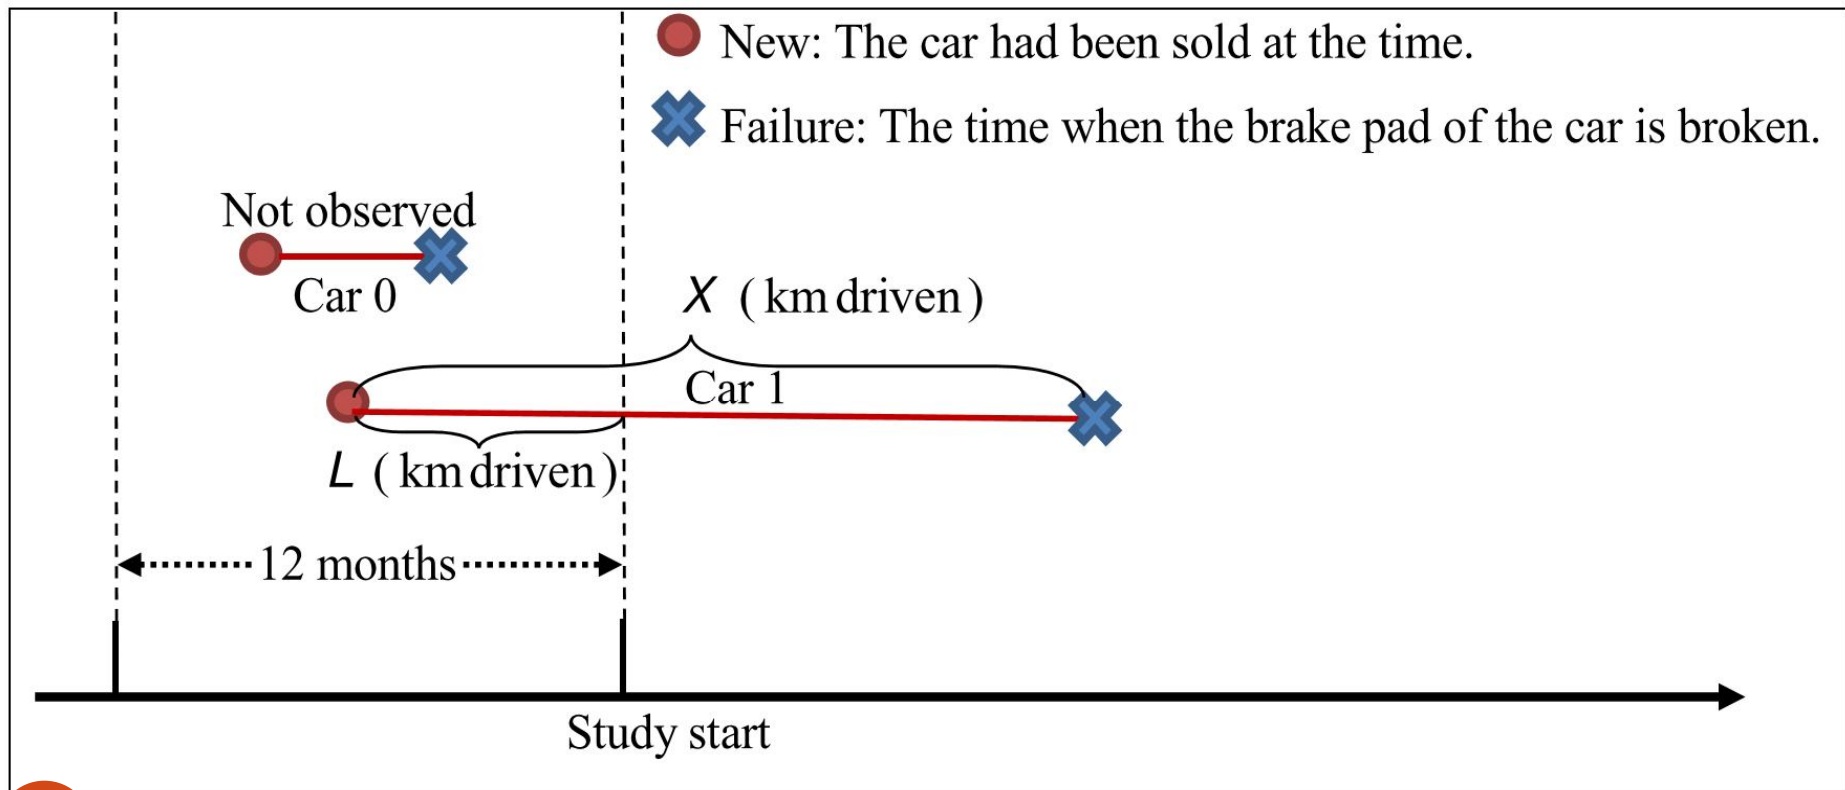 New: The car had been sold at the time.
Failure: The time when the brake pad of the car is broken.
Not observed
Car 0
X ( km driven )
Car 1
L ( km driven )
12 months
Study start